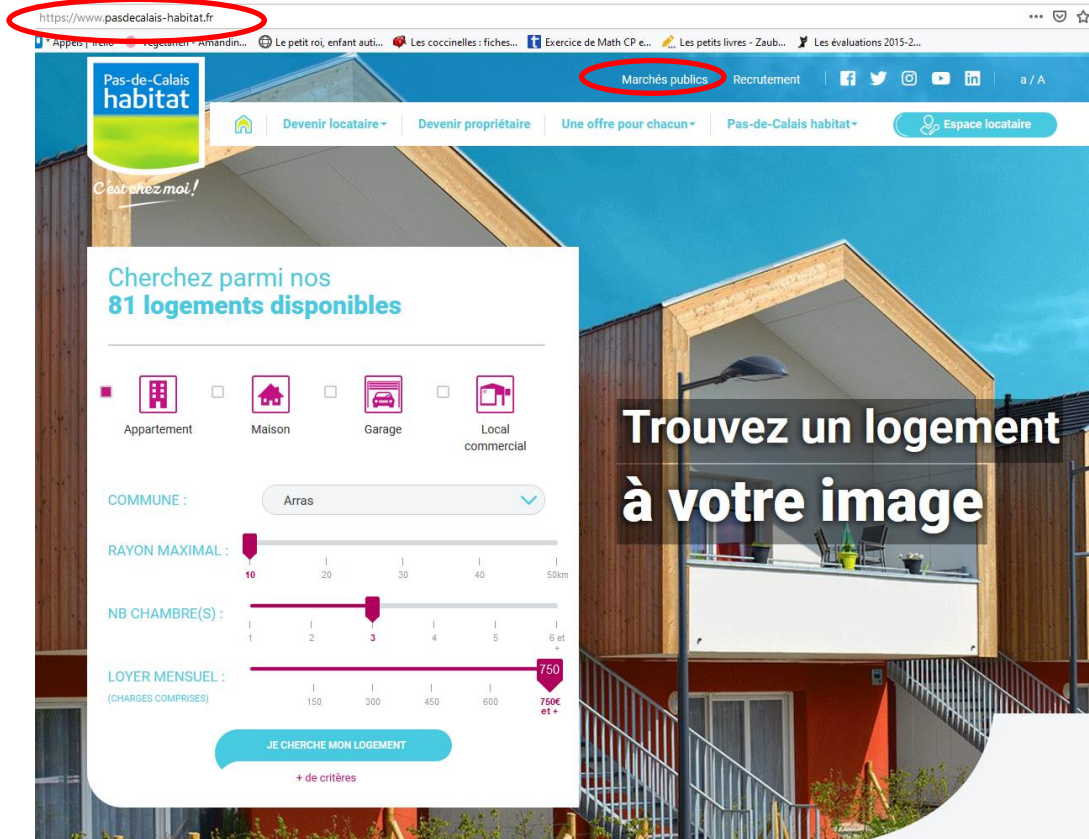 https://www.pasdecalais-habitat.fr
* Appels | Trello Végétarien - Amandin... Le petit roi, enfant auti... Les coccinelles : fiches... Exercice de Math CP e... Les petits livres - Zaub... Les évaluations 2015-2...
Pas-de-Calais
habitat
C'est chez moi !
Marchés publics Recrutement a / A
Devenir locataire Devenir propriétaire Une offre pour chacun Pas-de-Calais habitat Espace locataire
Cherchez parmi nos
81 logements disponibles
Appartement Maison Garage Local
commercial
Trouvez un logement
à votre image
COMMUNE : Arras
RAYON MAXIMAL :
10 20 30 40 50km
NB CHAMBRE(S) :
1 2 3 4 5 6 et
+
LOYER MENSUEL : 750
(CHARGES COMPRISES) 150 300 450 600 750€
et +
JE CHERCHE MON LOGEMENT
+ de critères